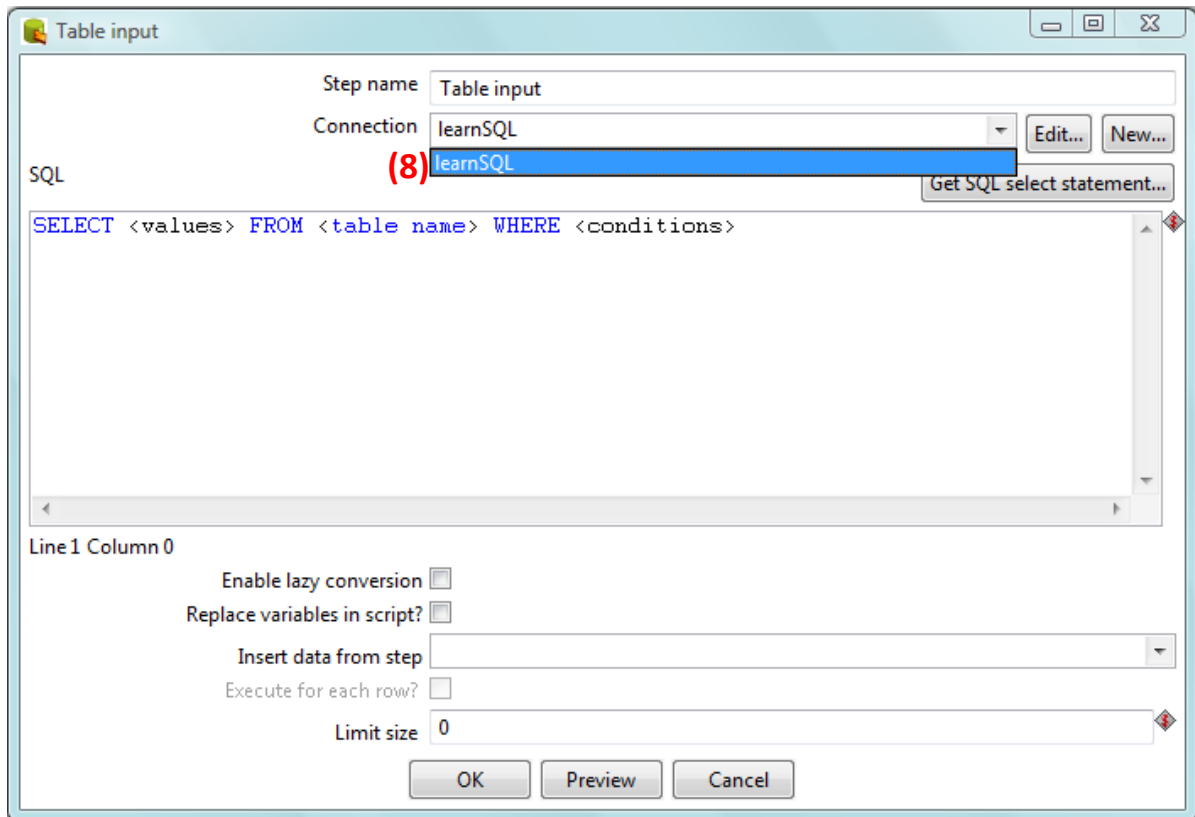 Table input
Step name Table input
Connection learnSQL Edit... New...
(8) learnSQL
SQL Get SQL select statement...
SELECT <values> FROM <table name> WHERE <conditions>
Line 1 Column 0
Enable lazy conversion
Replace variables in script?
Insert data from step
Execute for each row?
Limit size 0
OK Preview Cancel